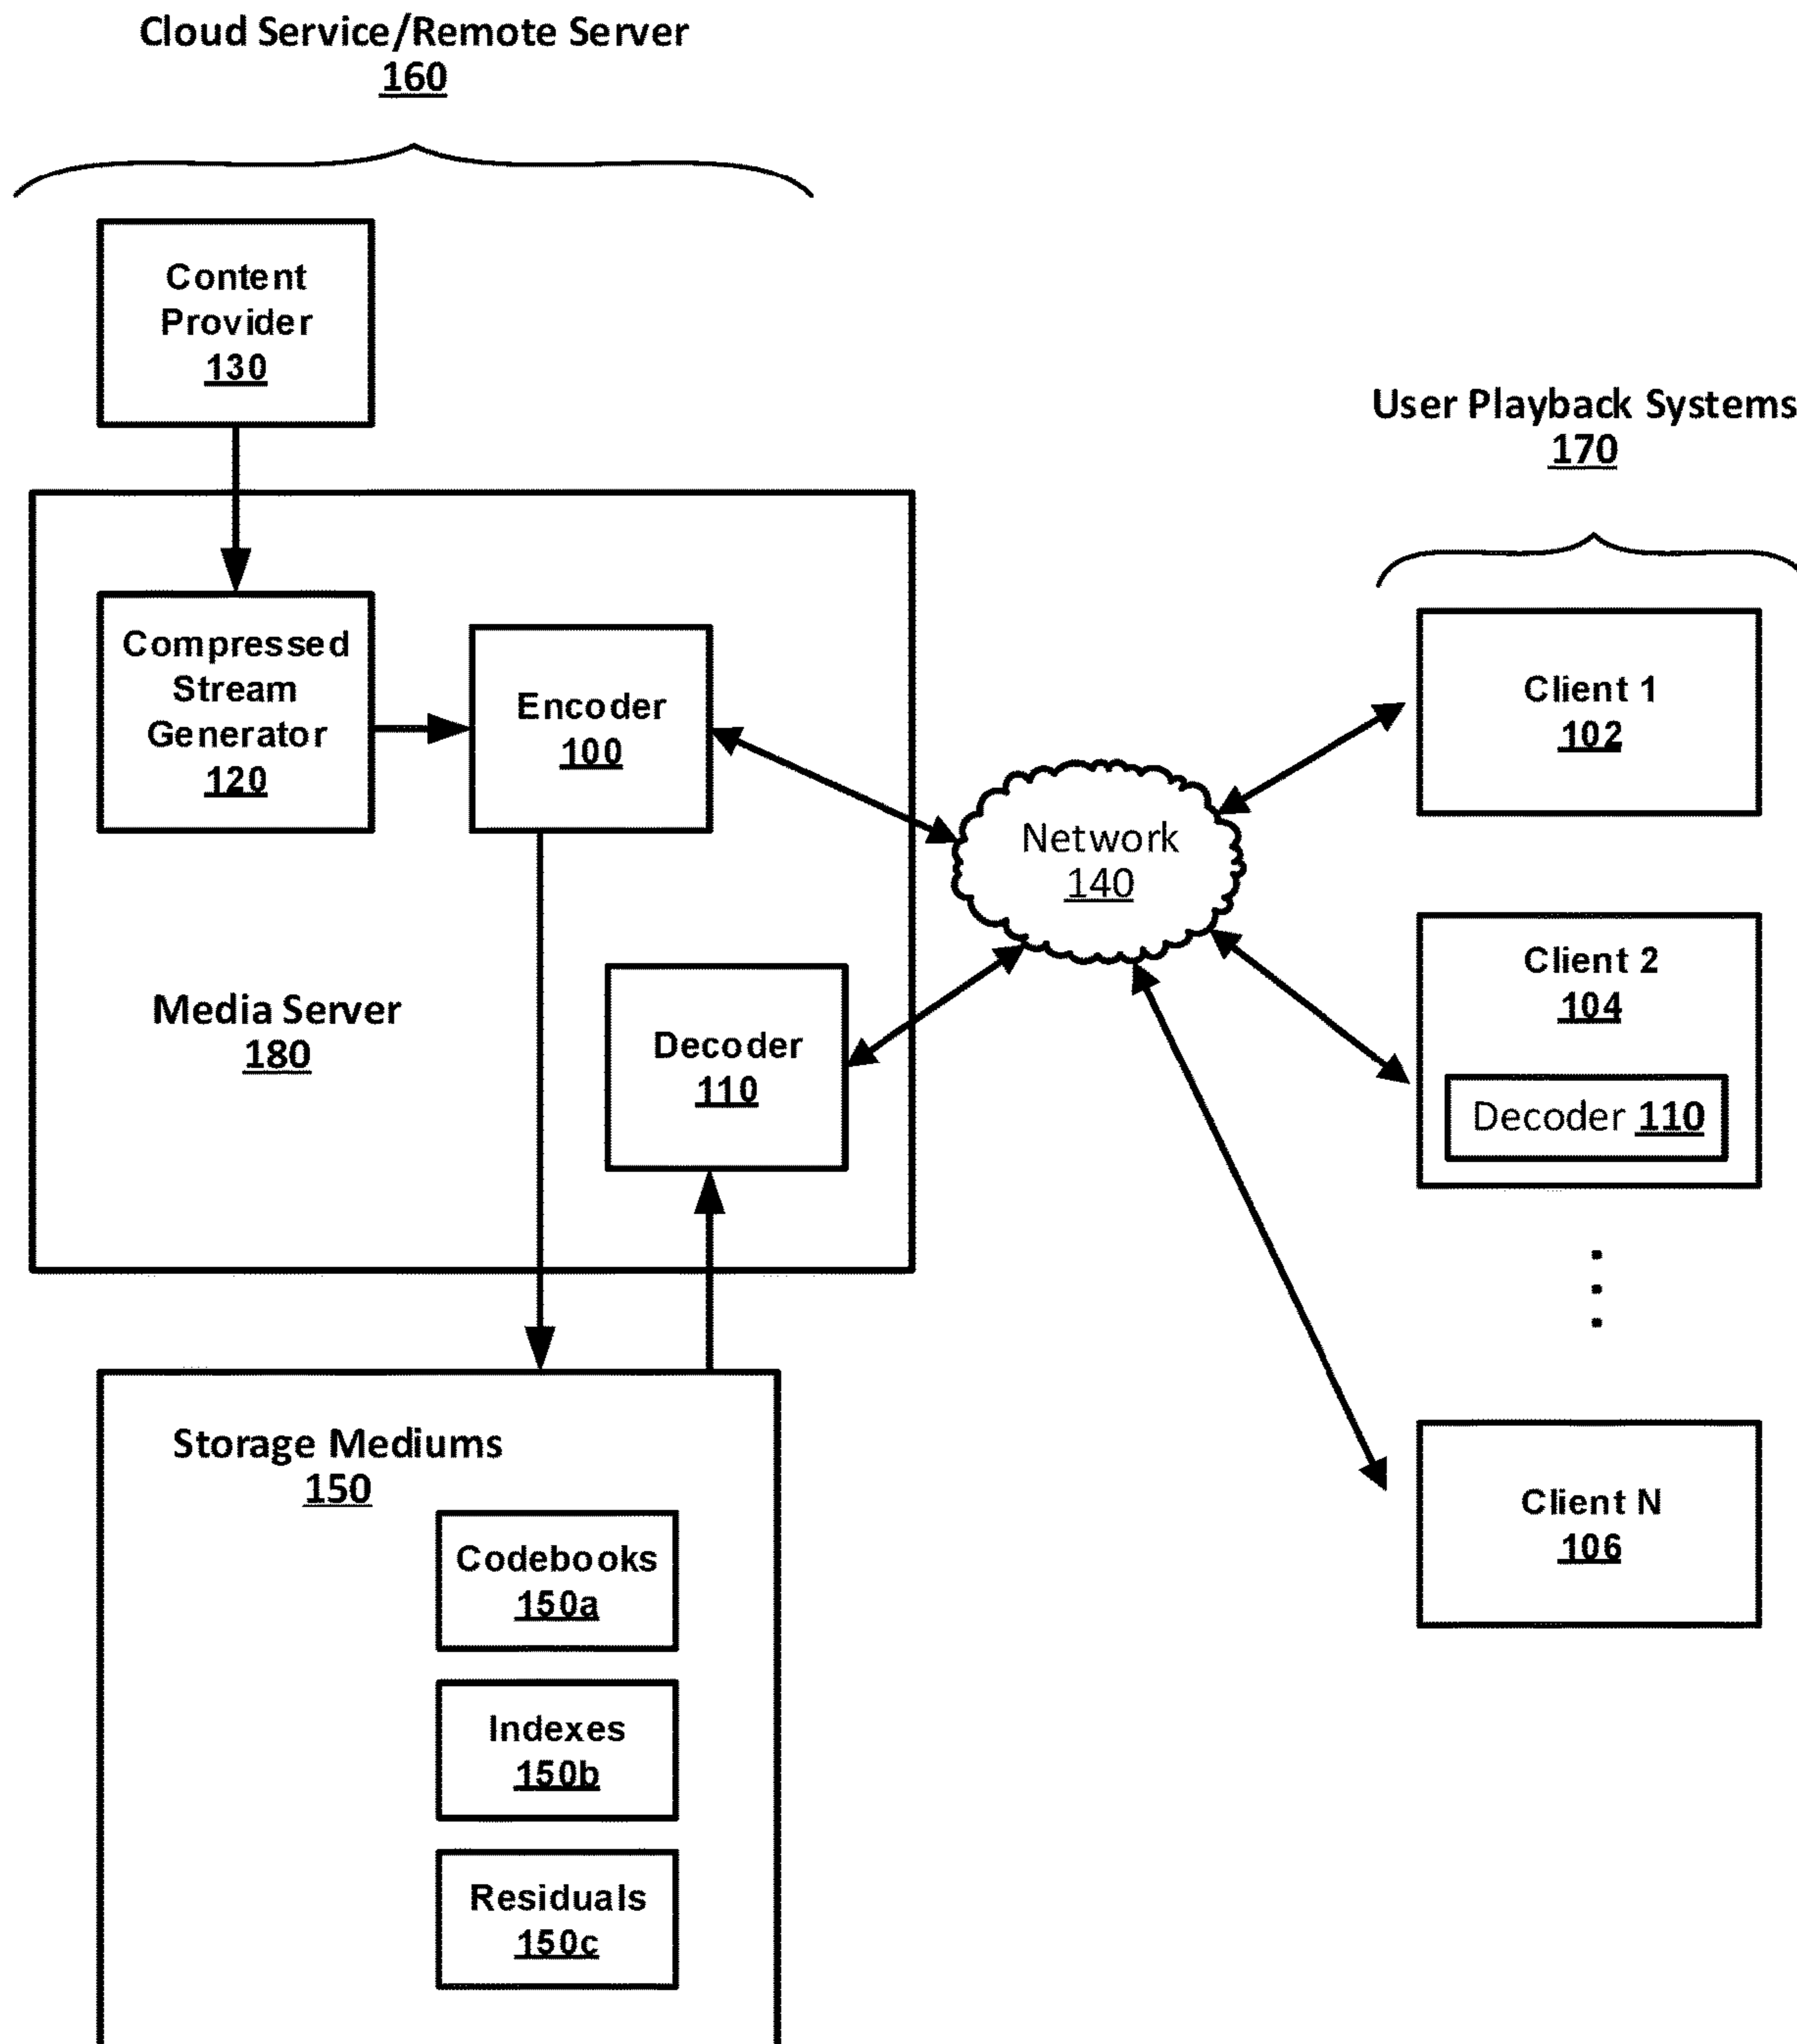 Cloud Service/Remote Server
160
Content
Provider
130
User Playback Systems
170
Compressed
Stream
Generator
120
Encoder
100
Client 1
102
Network
140
Client 2
104
Decoder 110
Media Server
180
Decoder
110
Storage Mediums
150
Codebooks
150a
Indexes
150b
Residuals
150c
Client N
106